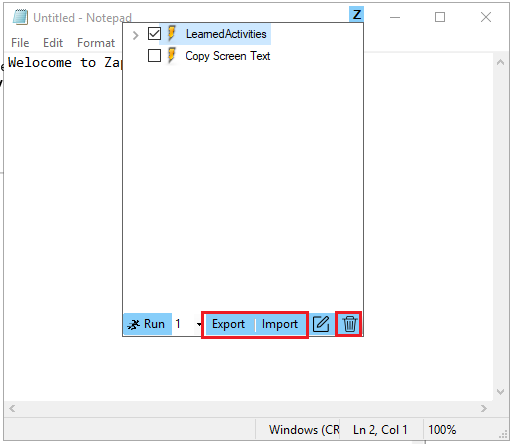 Untitled - Notepad
Z
File Edit Format
Welocome to Zap
LearnedActivities
Copy Screen Text
Run 1 Export Import
Windows (CR Ln 2, Col 1 100%